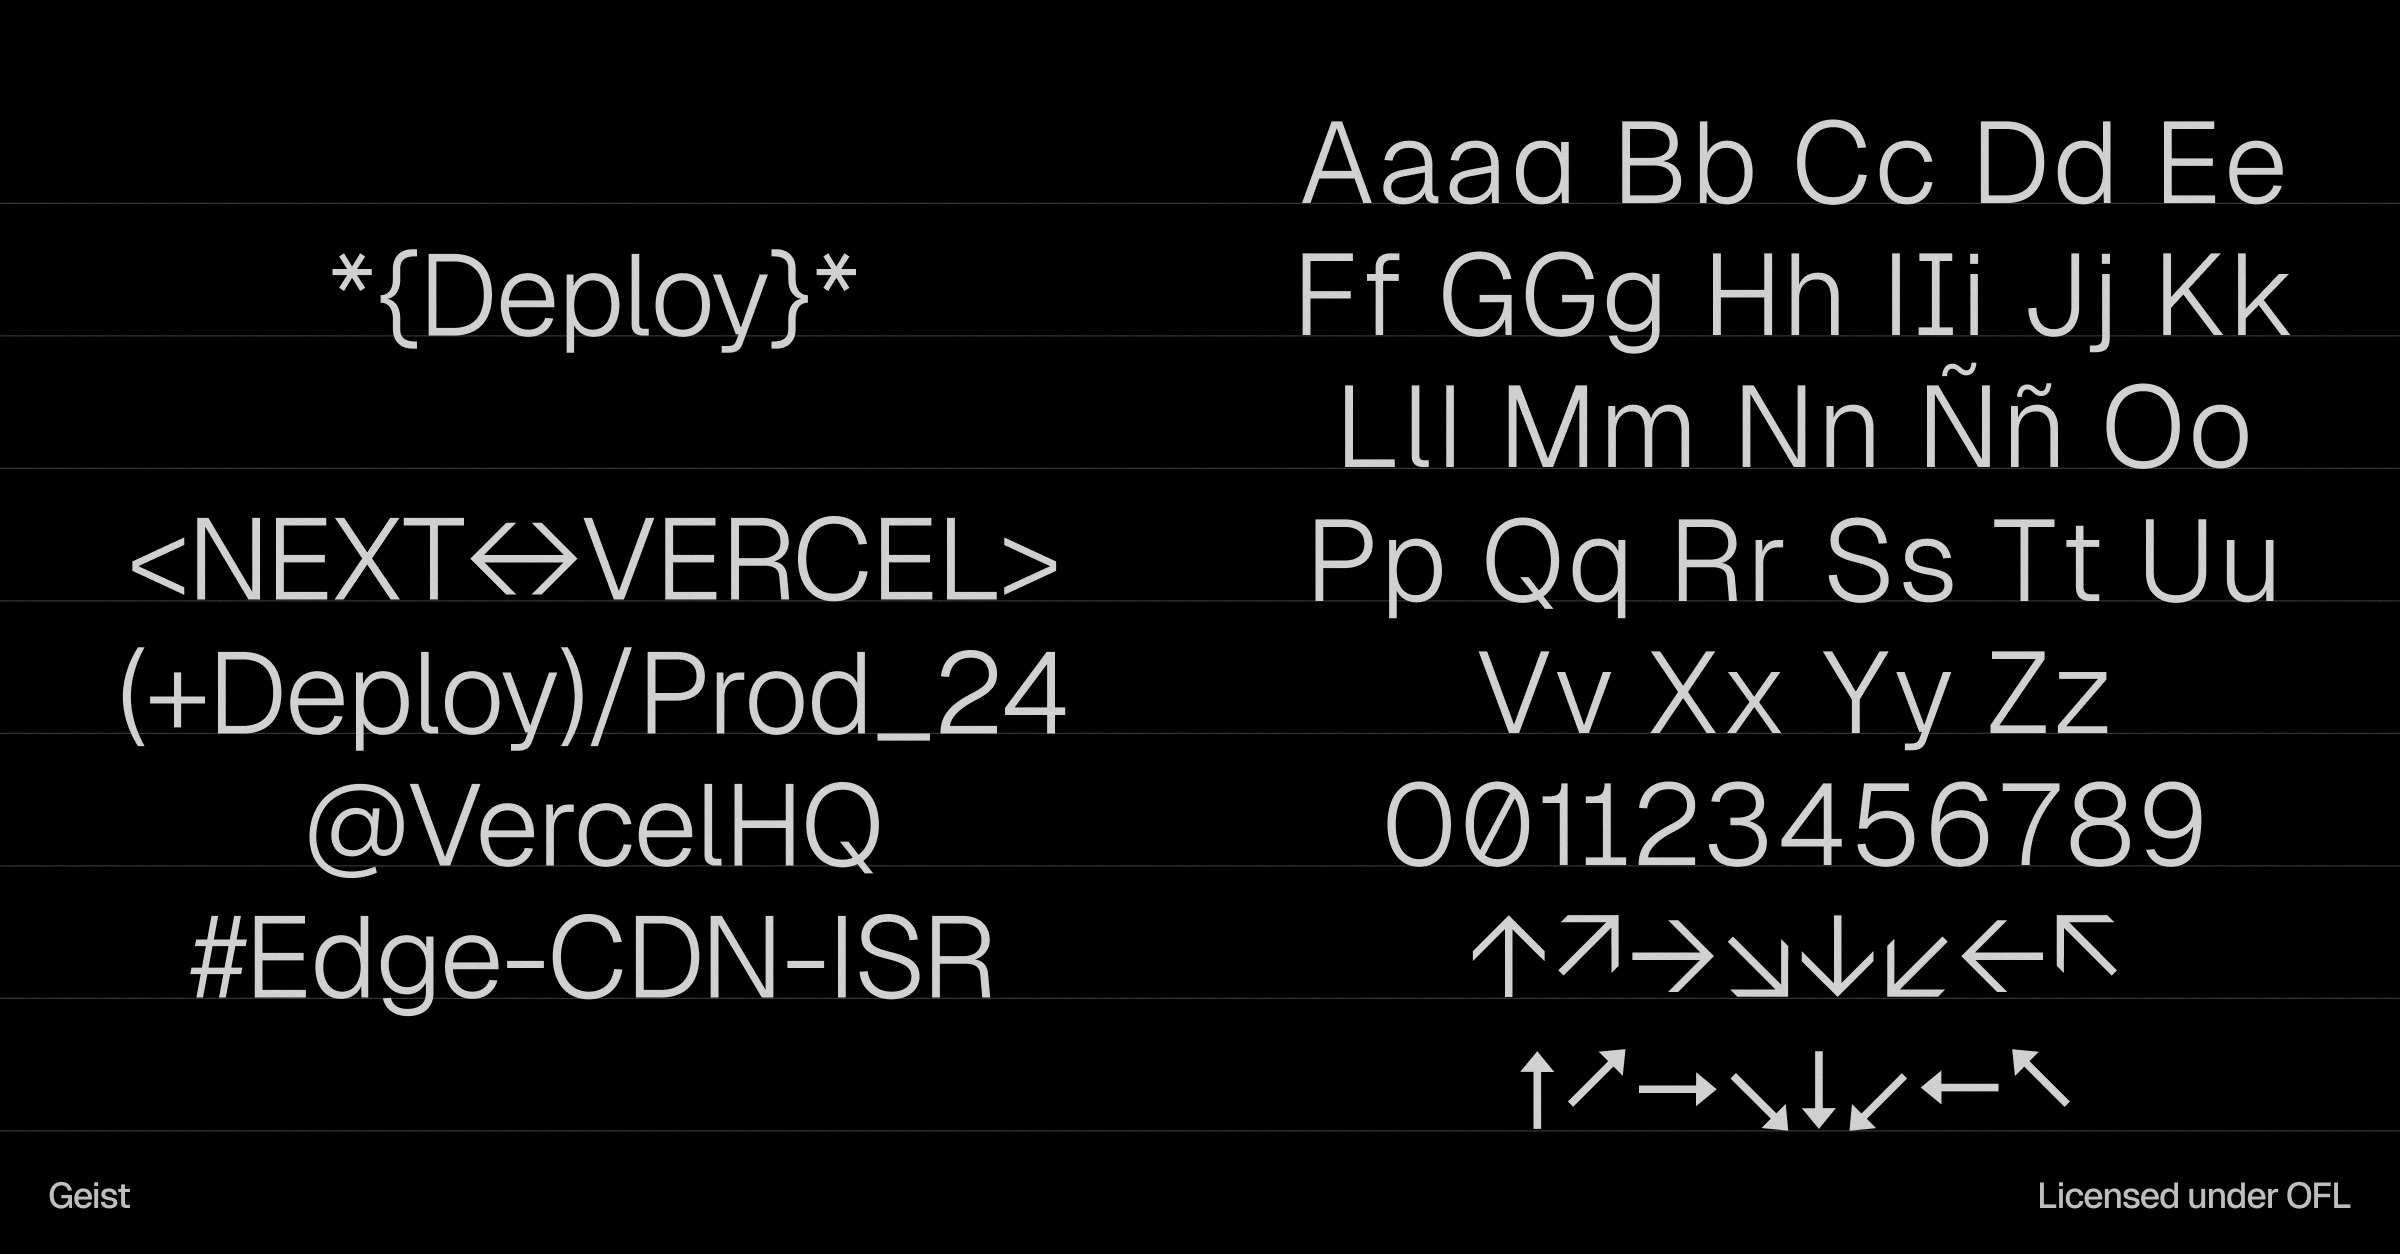 *{Deploy}*
<NEXT↔VERCEL>
(+Deploy)/Prod_24
@VercelHQ
#Edge-CDN-ISR
Aaaɑ Bb Cc Dd Ee
Ff GGg Hh IIi Jj Kk
Lll Mm Nn Ññ Oo
Pp Qq Rr Ss Tt Uu
Vv Xx Yy Zz
001123456789
↑↗→↘↓↙←↖
↑↗→↘↓↙←↖
Geist
Licensed under OFL